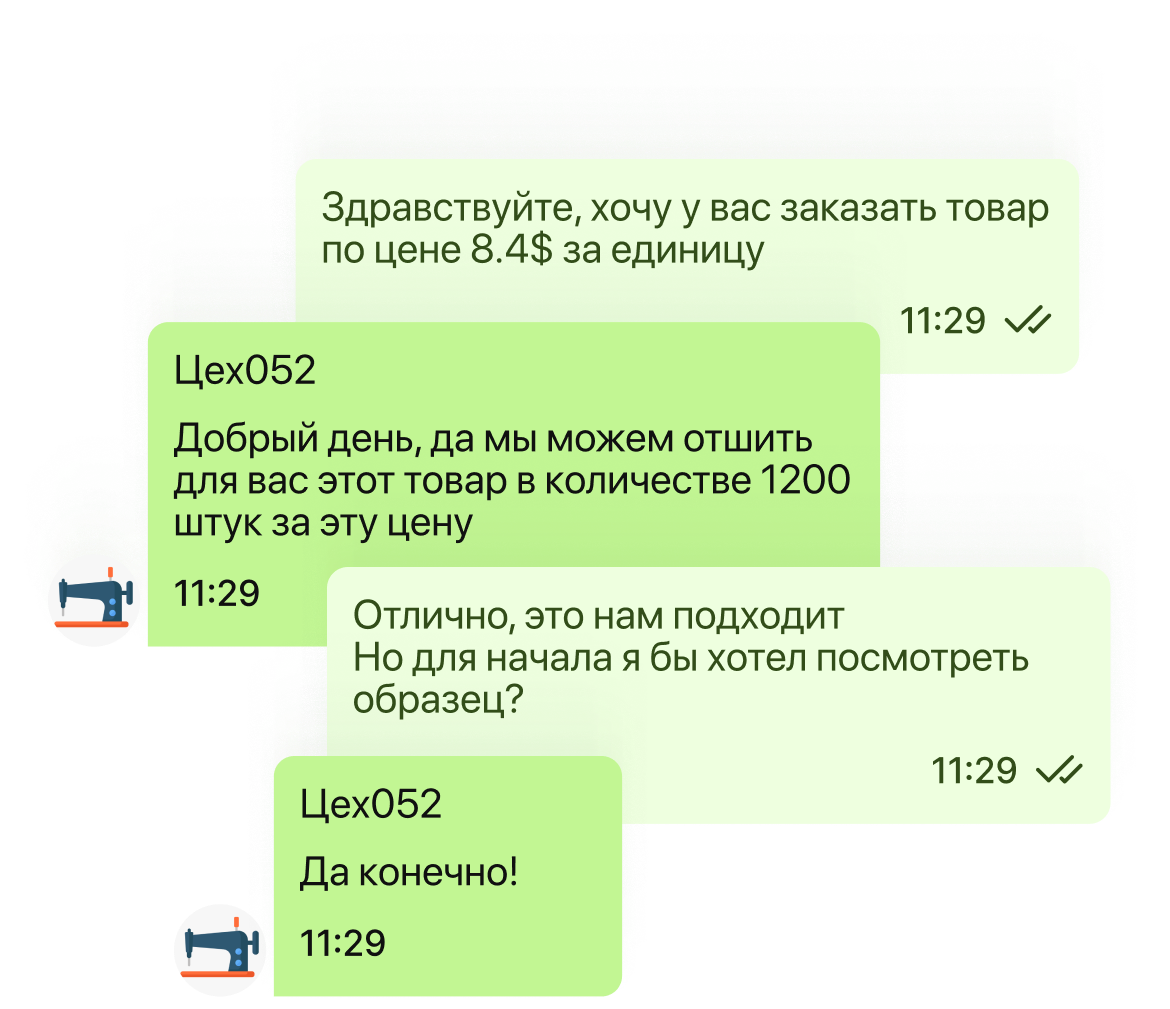 Здравствуйте, хочу у вас заказать товар
по цене 8.4$ за единицу
11:29
Цех052
Добрый день, да мы можем отшить
для вас этот товар в количестве 1200
штук за эту цену
11:29
Отлично, это нам подходит
Но для начала я бы хотел посмотреть
образец?
11:29
Цех052
Да конечно!
11:29